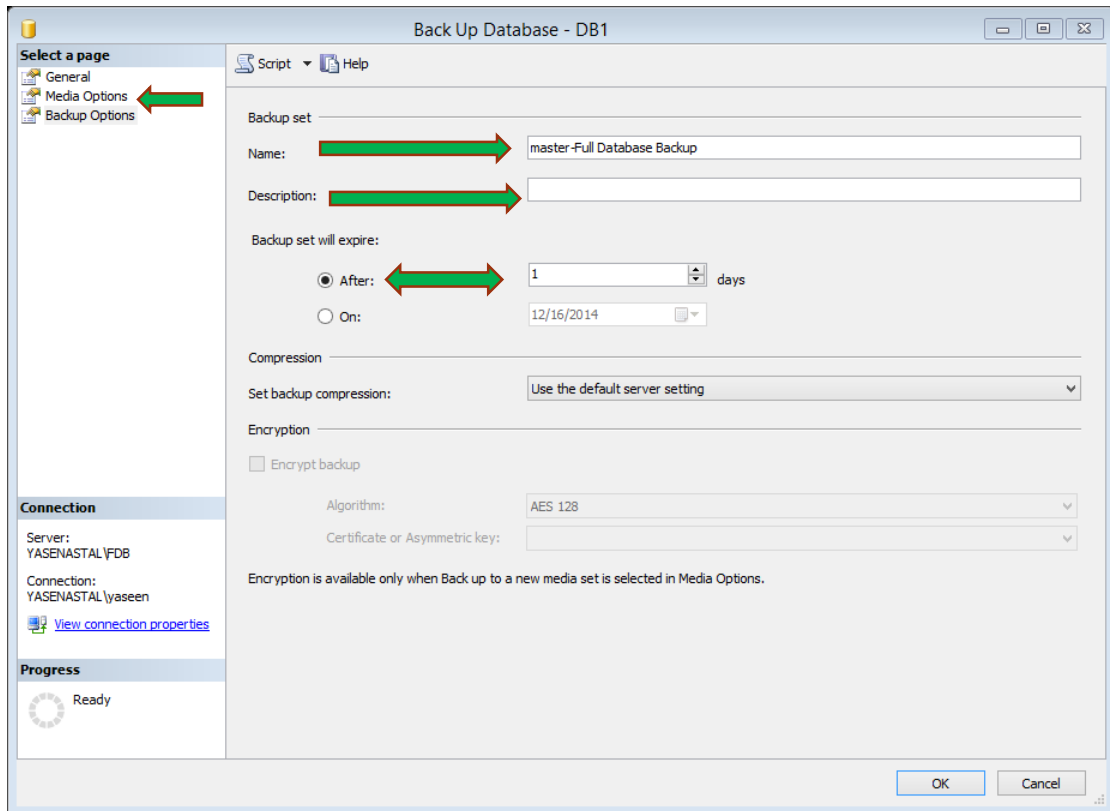 Back Up Database - DB1
Select a page
General
Media Options
Backup Options
Script
Help
Backup set
Name:
master-Full Database Backup
Description:
Backup set will expire:
After:
1
days
On:
12/16/2014
Compression
Set backup compression:
Use the default server setting
Encryption
Encrypt backup
Algorithm:
AES 128
Certificate or Asymmetric key:
Encryption is available only when Back up to a new media set is selected in Media Options.
Connection
Server:
YASENASTAL\FDB
Connection:
YASENASTAL\yaseen
View connection properties
Progress
Ready
OK
Cancel